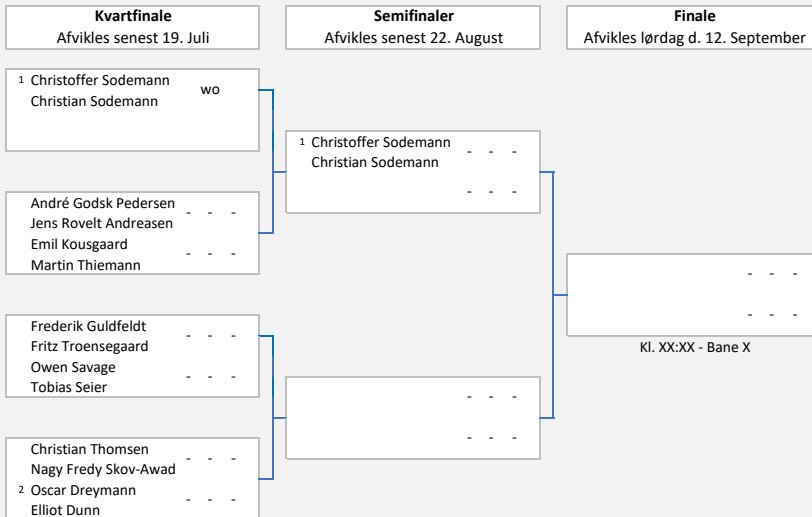 Kvartfinale
Afvikles senest 19. Juli
Semifinaler
Afvikles senest 22. August
Finale
Afvikles lørdag d. 12. September
1 Christoffer Sodemann
wo
Christian Sodemann
1 Christoffer Sodemann - - -
Christian Sodemann
- - -
André Godsk Pedersen - - -
Jens Rovelt Andreasen
Emil Kousgaard - - -
Martin Thiemann
- - -
- - -
Kl. XX:XX - Bane X
Frederik Guldfeldt - - -
Fritz Troensegaard
Owen Savage - - -
Tobias Seier
- - -
- - -
Christian Thomsen - - -
Nagy Fredy Skov-Awad
2 Oscar Dreymann - - -
Elliot Dunn